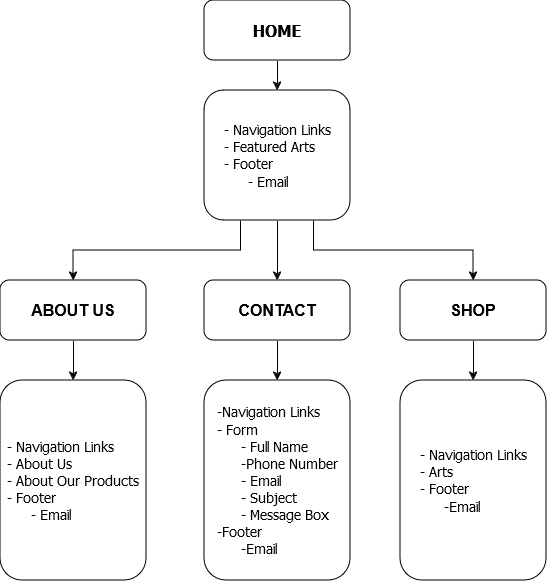 HOME
- Navigation Links
- Featured Arts
- Footer
- Email
ABOUT US
CONTACT
SHOP
- Navigation Links
- About Us
- About Our Products
- Footer
- Email
-Navigation Links
- Form
- Full Name
-Phone Number
- Email
- Subject
- Message Box
-Footer
-Email
- Navigation Links
- Arts
- Footer
-Email